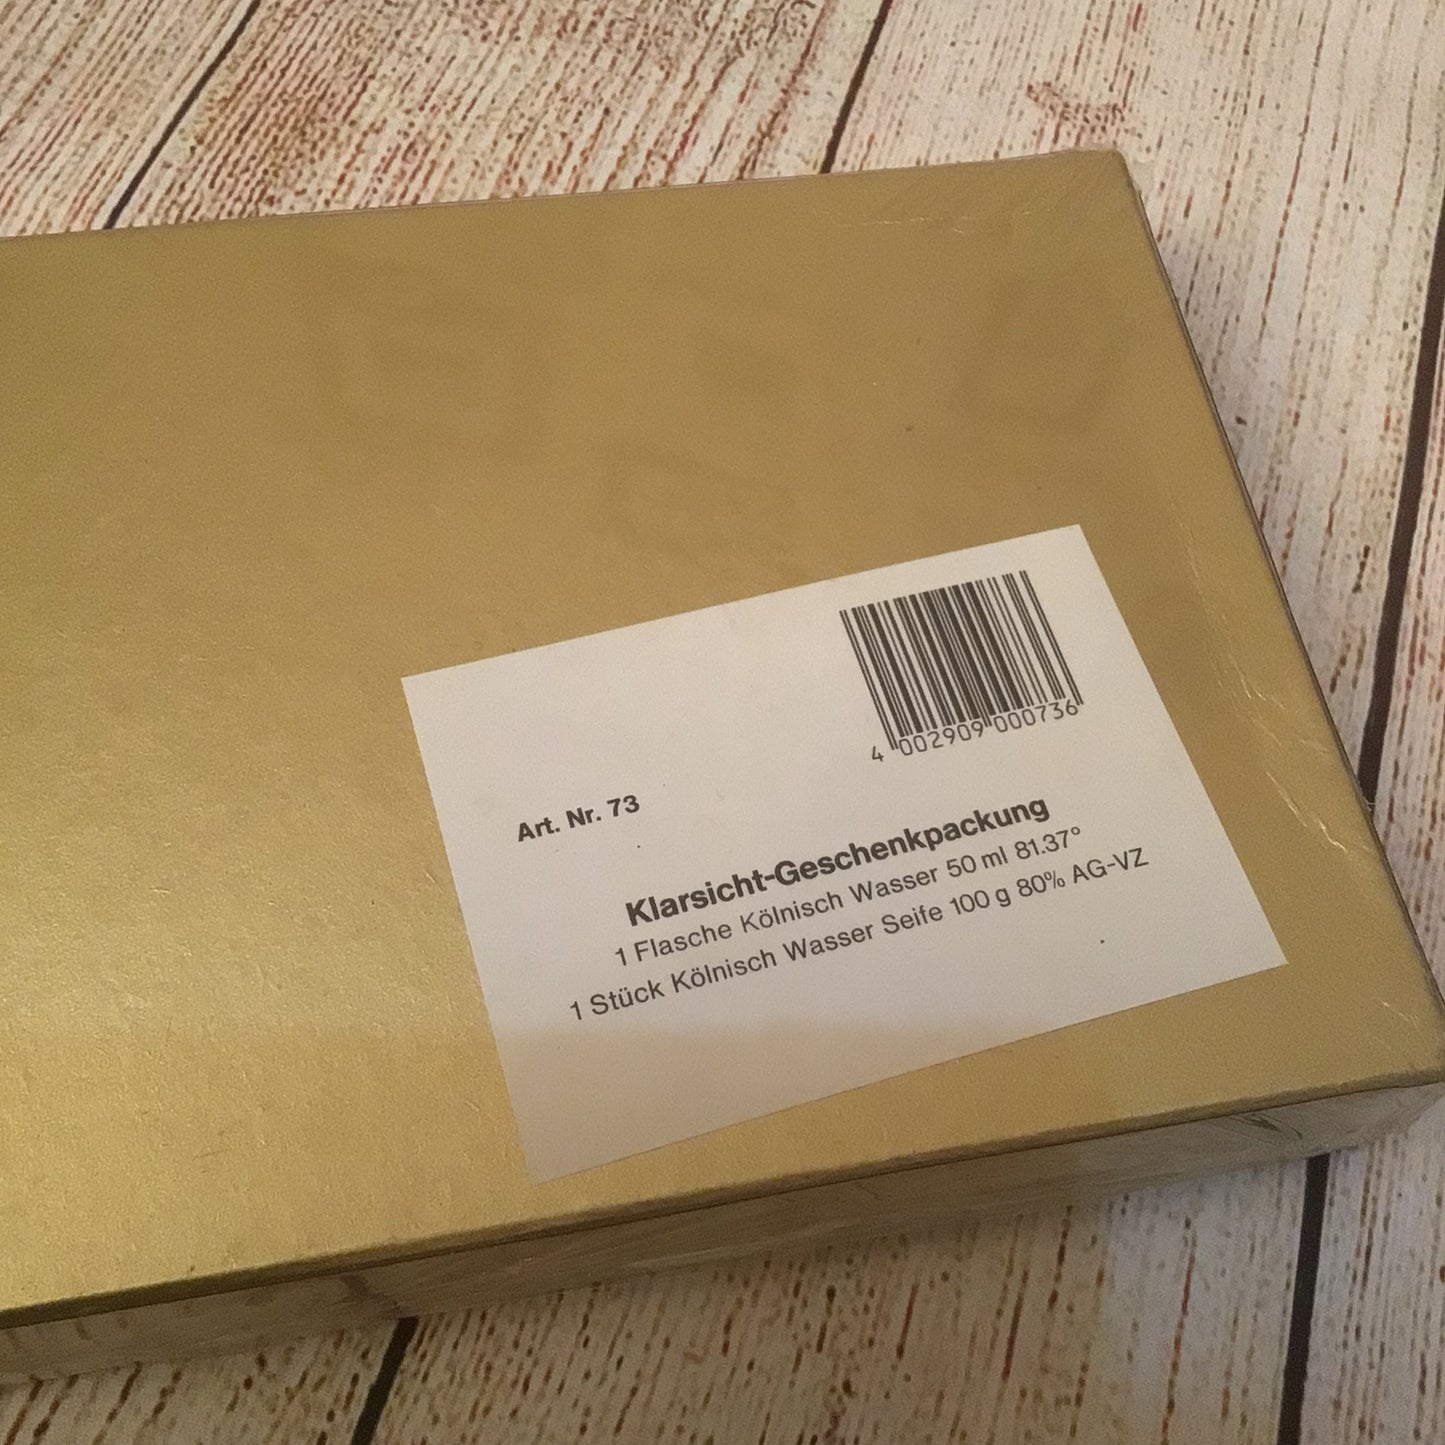 4 002909 000736
Art. Nr. 73
Klarsicht-Geschenkpackung
1 Flasche Kölnisch Wasser 50 ml 81.37°
1 Stück Kölnisch Wasser Seife 100 g 80% AG-VZ